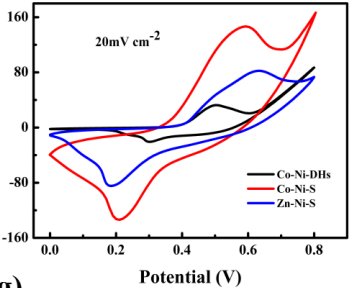 160
20mV cm-2
80
0
-80
-160
Co-Ni-DHs
Co-Ni-S
Zn-Ni-S
0.0 0.2 0.4 0.6 0.8
Potential (V)
g)